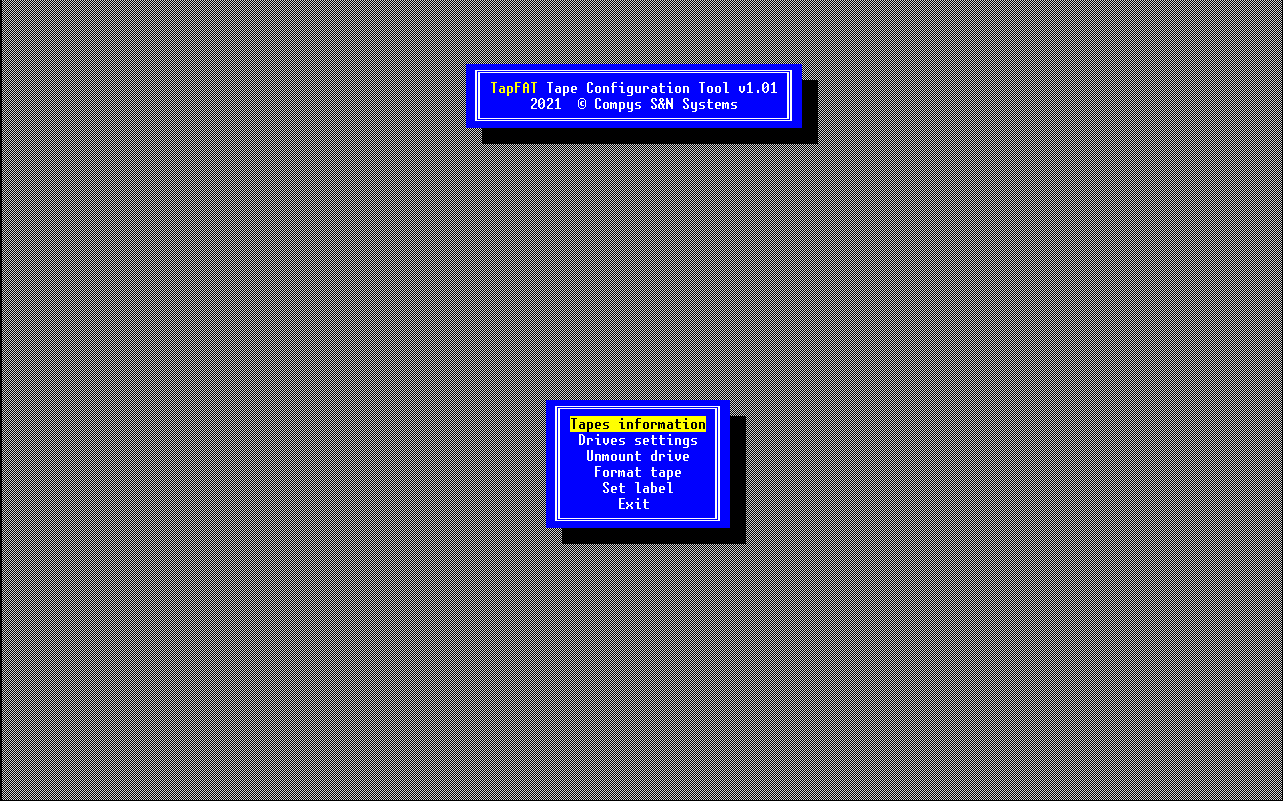 TapFAT Tape Configuration Tool v1.01
2021 © Compys S&N Systems
Tapes information
Drives settings
Unmount drive
Format tape
Set label
Exit